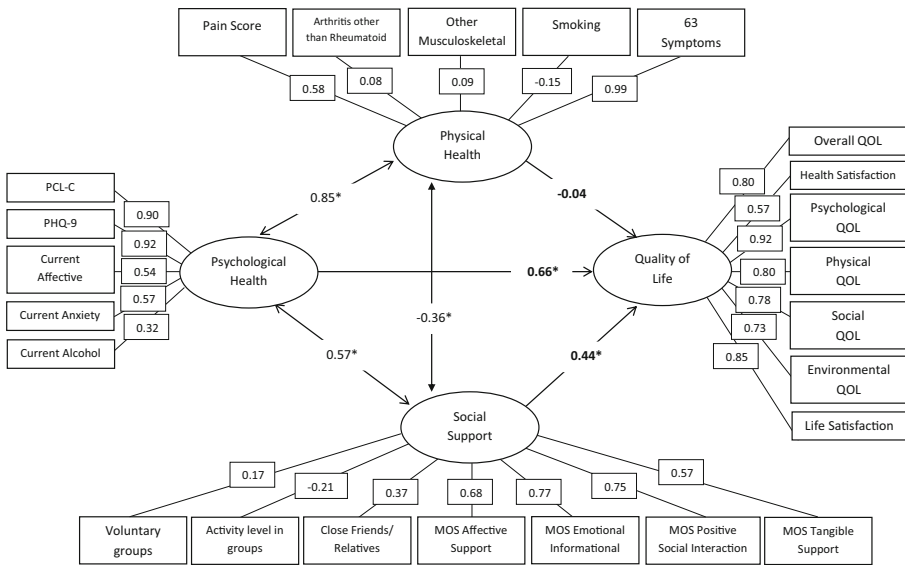 Pain Score
Arthritis other
than Rheumatoid
Other
Musculoskeletal
Smoking
63
Symptoms
0.58
0.08
0.09
-0.15
0.99
Physical
Health
PCL-C
PHQ-9
Current
Affective
Current Anxiety
Current Alcohol
0.90
0.92
0.54
0.57
0.32
Psychological
Health
0.85*
-0.04
0.66*
-0.36*
0.57*
0.44*
Quality of
Life
0.80
0.57
0.92
0.80
0.78
0.73
0.85
Overall QOL
Health Satisfaction
Psychological
QOL
Physical
QOL
Social
QOL
Environmental
QOL
Life Satisfaction
Social
Support
0.17
-0.21
0.37
0.68
0.77
0.75
0.57
Voluntary
groups
Activity level in
groups
Close Friends/
Relatives
MOS Affective
Support
MOS Emotional
Informational
MOS Positive
Social Interaction
MOS Tangible
Support